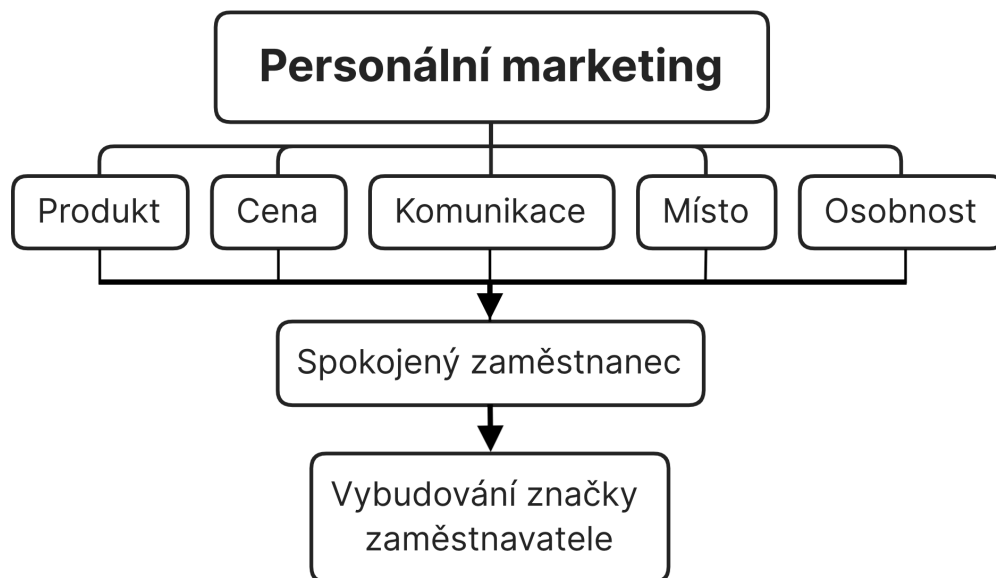 Personální marketing
Produkt
Cena
Komunikace
Místo
Osobnost
Spokojený zaměstnanec
Vybudování značky
zaměstnavatele